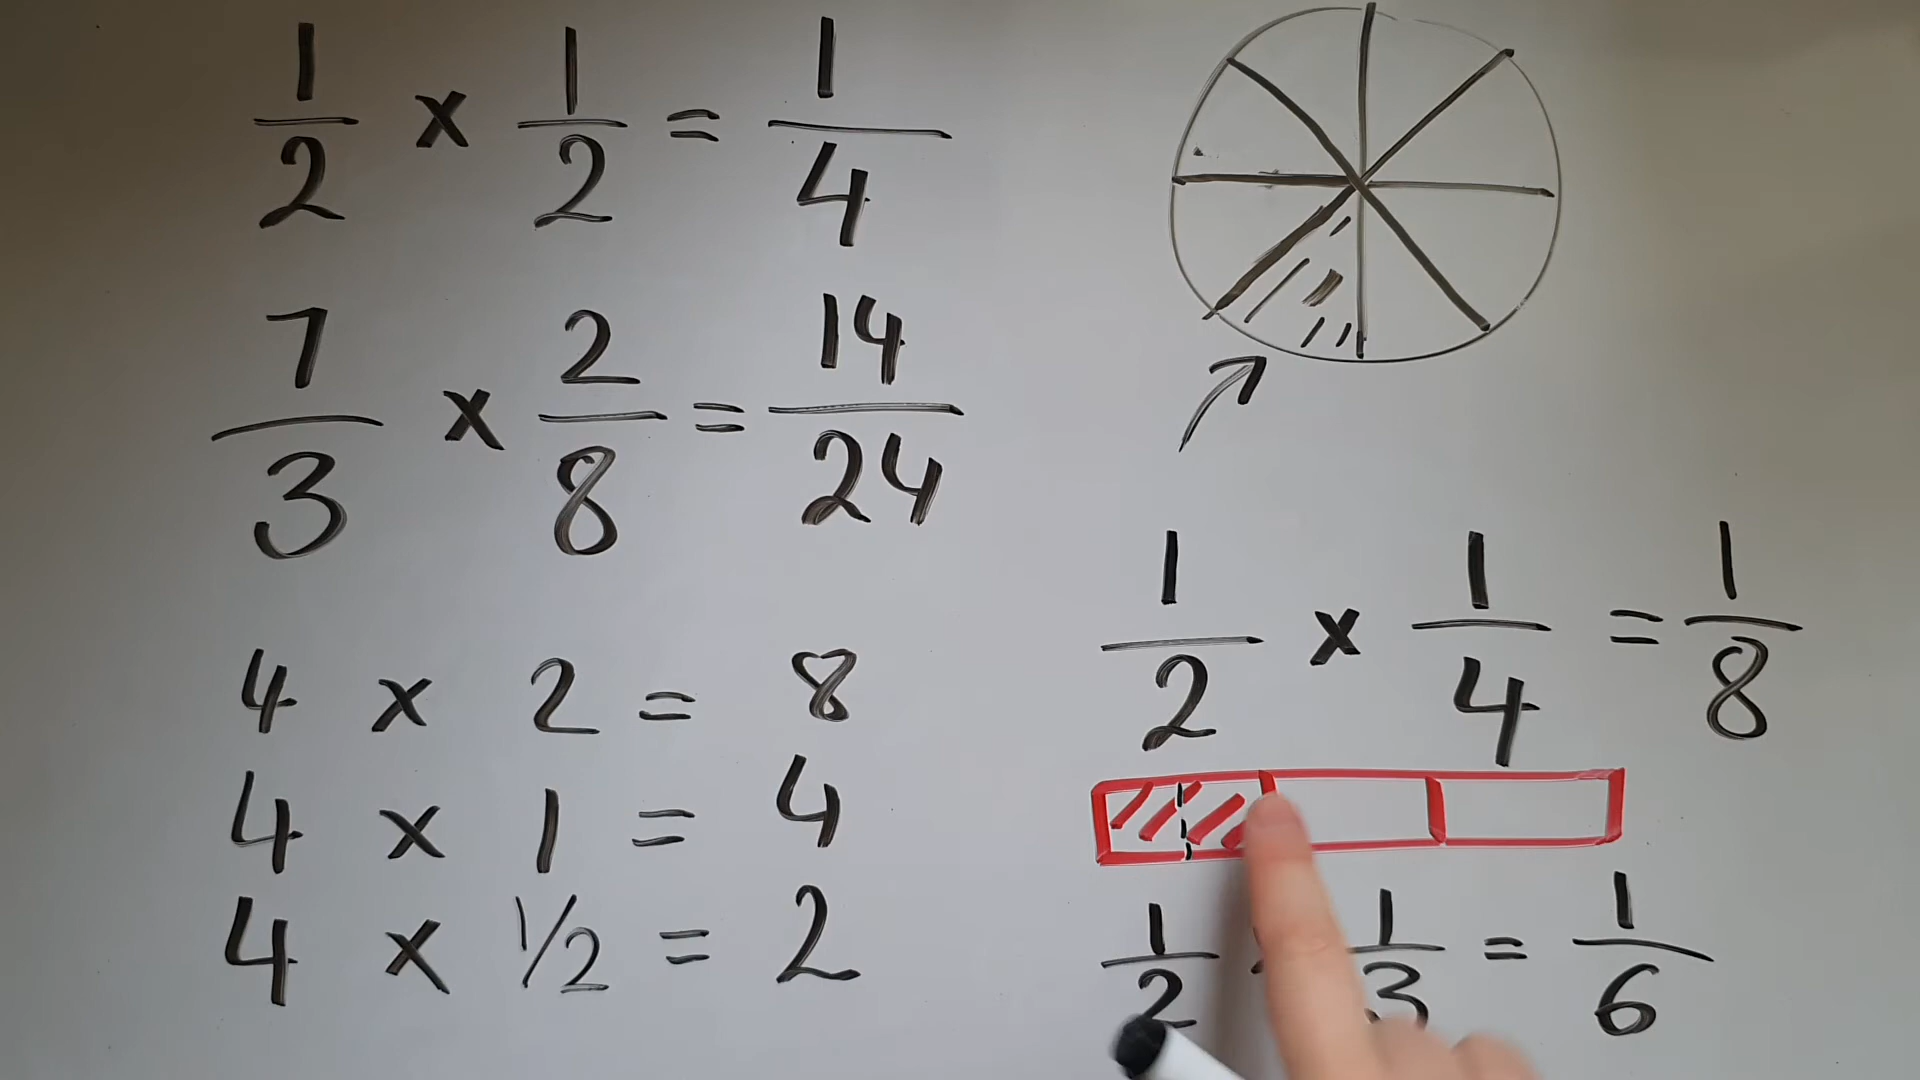 1/2 x 1/2 = 1/4
7/3 x 2/8 = 14/24
4 x 2 = 8
4 x 1 = 4
4 x 1/2 = 2
1/2 x 1/4 = 1/8
1/2 1/3 = 1/6